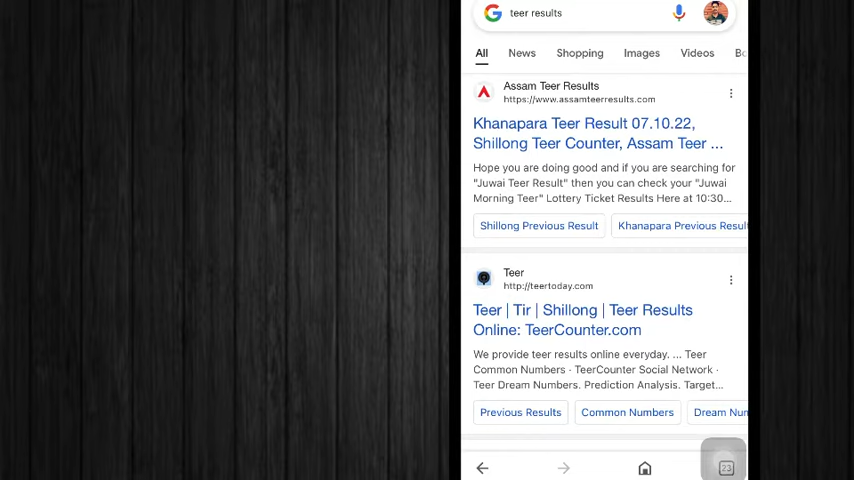 teer results
All News Shopping Images Videos
Assam Teer Results
https://www.assamteerresults.com
Khanapara Teer Result 07.10.22,
Shillong Teer Counter, Assam Teer ...
Hope you are doing good and if you are searching for
"Juwai Teer Result" then you can check your "Juwai
Morning Teer" Lottery Ticket Results Here at 10:30...
Shillong Previous Result Khanapara Previous
Teer
http://teertoday.com
Teer | Tir | Shillong | Teer Results
Online: TeerCounter.com
We provide teer results online everyday. ... Teer
Common Numbers · TeerCounter Social Network ·
Teer Dream Numbers. Prediction Analysis. Target...
Previous Results Common Numbers Dream
23